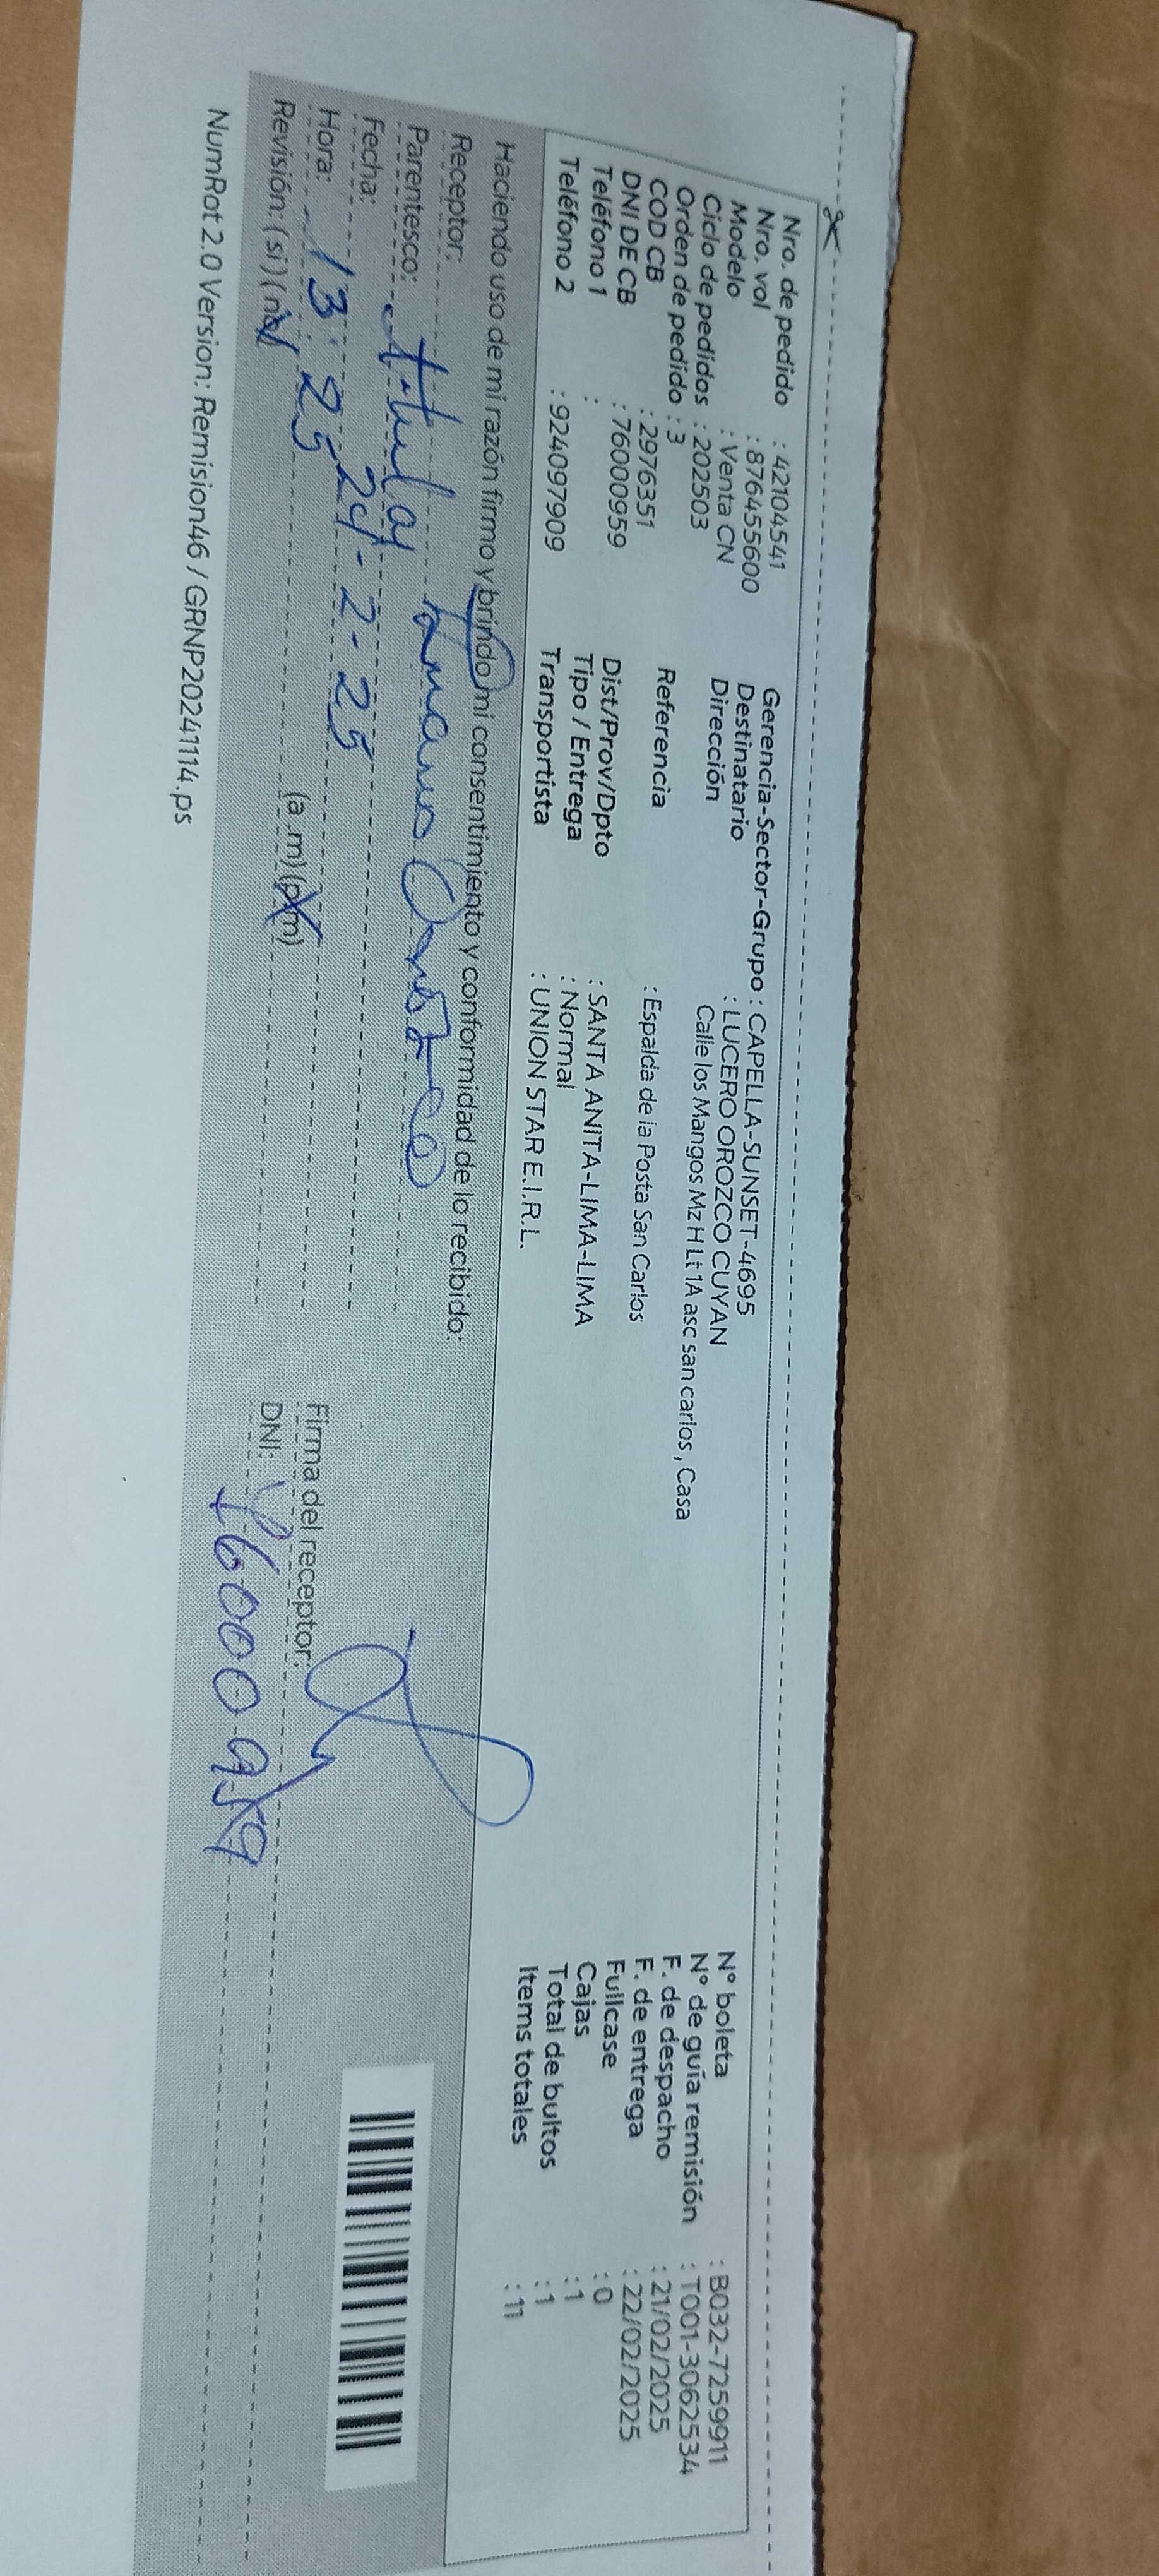 Nro. de pedido : 42104541
Nro. vol : 876455600
Modelo : Venta CN
Ciclo de pedidos : 202503
Orden de pedido : 3
COD CB : 2976351
DNI DE CB : 76000959
Teléfono 1 :
Teléfono 2 : 924097909
Gerencia-Sector-Grupo : CAPELLA-SUNSET-4695
Destinatario : LUCERO OROZCO CUYAN
Dirección Calle los Mangos Mz H Lt 1A asc san carlos , Casa
Referencia : Espalda de la Posta San Carlos
Dist/Prov/Dpto : SANTA ANITA-LIMA-LIMA
Tipo / Entrega : Normal
Transportista : UNION STAR E.I.R.L.
N° boleta : B032-7259911
N° de guía remisión : T001-3062534
F. de despacho : 21/02/2025
F. de entrega : 22/02/2025
Fullcase : 0
Cajas : 1
Total de bultos : 1
Items totales : 11
Haciendo uso de mi razón firmo y brindo mi consentimiento y conformidad de lo recibido:
Receptor:
Parentesco: titular
Fecha: 24-2-25
Hora: 13:25 (a.m) (p.m)
Revisión: (si) (no)
Firma del receptor:
DNI: 76000959
NumRot 2.0 Version: Remision46 / GRNP20241114.ps